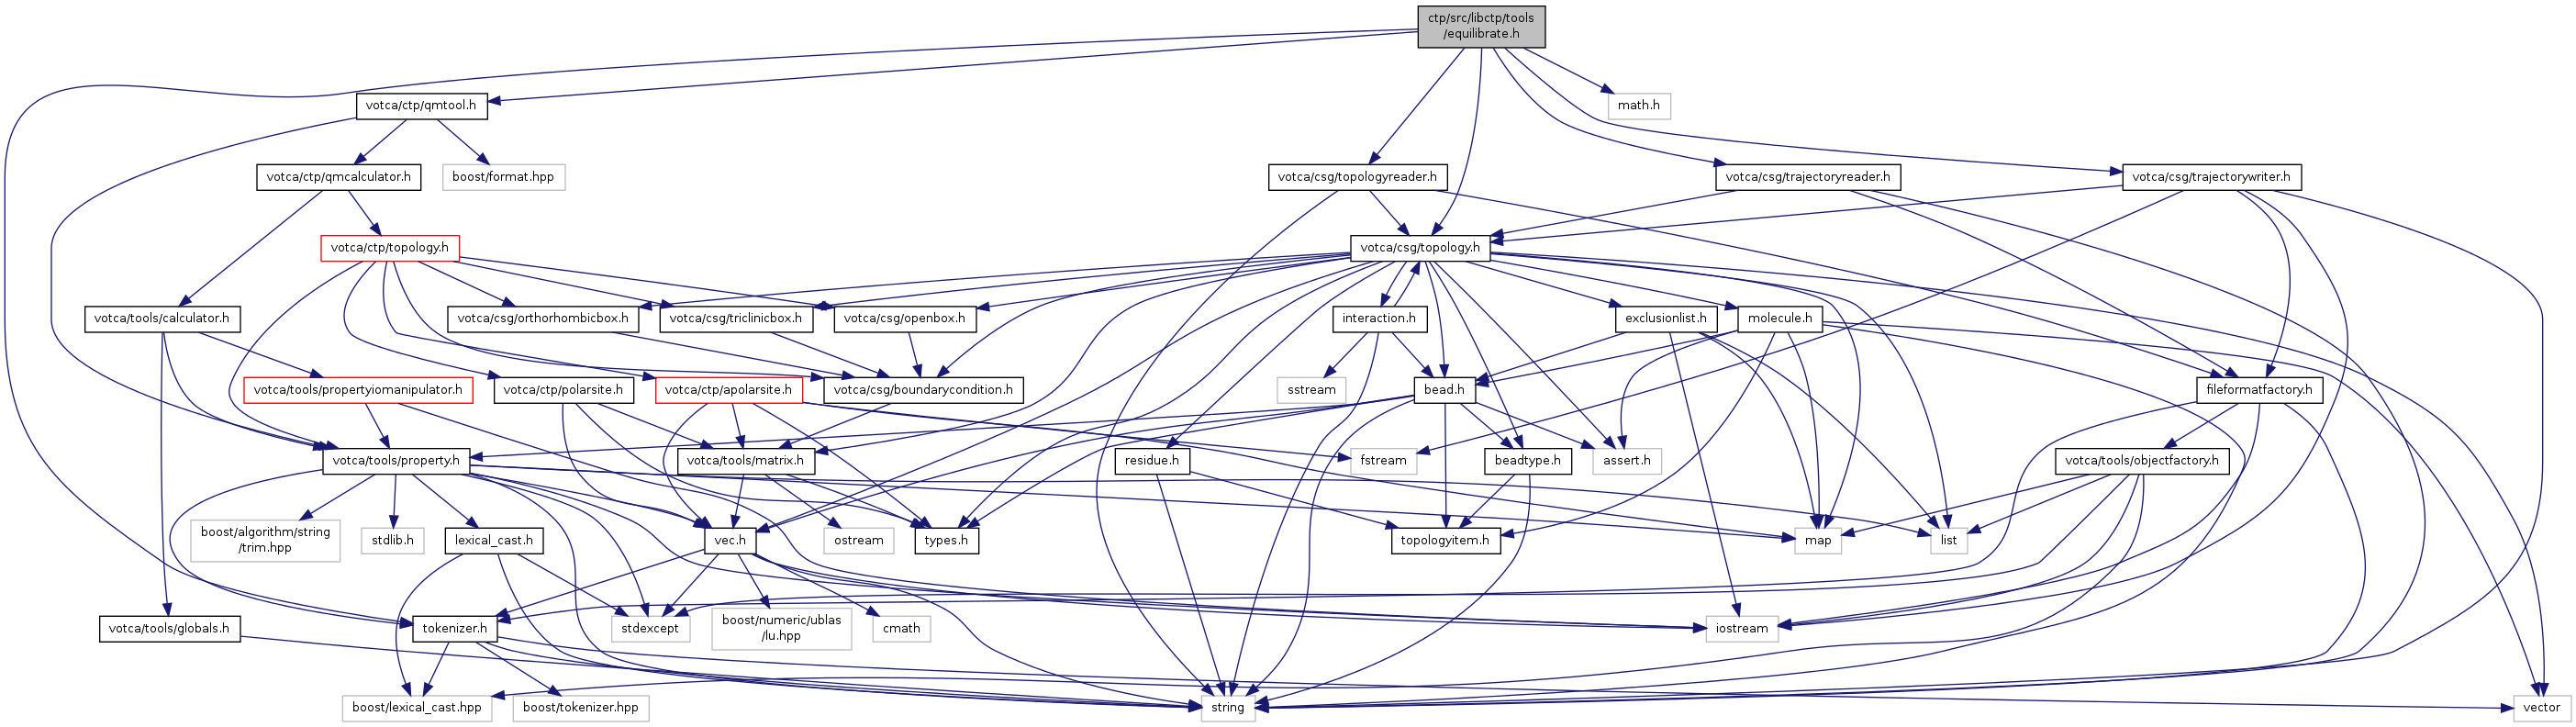 ctp/src/libctp/tools
/equilibrate.h
votca/ctp/qmtool.h
math.h
votca/ctp/qmcalculator.h
boost/format.hpp
votca/csg/topologyreader.h
votca/csg/trajectoryreader.h
votca/csg/trajectorywriter.h
votca/ctp/topology.h
votca/csg/topology.h
votca/tools/calculator.h
votca/csg/orthorhombicbox.h
votca/csg/triclinicbox.h
votca/csg/openbox.h
interaction.h
exclusionlist.h
molecule.h
votca/tools/propertyiomanipulator.h
votca/ctp/polarsite.h
votca/ctp/apolarsite.h
votca/csg/boundarycondition.h
sstream
bead.h
fileformatfactory.h
votca/tools/property.h
votca/tools/matrix.h
residue.h
fstream
beadtype.h
assert.h
votca/tools/objectfactory.h
boost/algorithm/string
/trim.hpp
stdlib.h
lexical_cast.h
vec.h
ostream
types.h
topologyitem.h
map
list
votca/tools/globals.h
tokenizer.h
stdexcept
boost/numeric/ublas
/lu.hpp
cmath
iostream
boost/lexical_cast.hpp
boost/tokenizer.hpp
string
vector